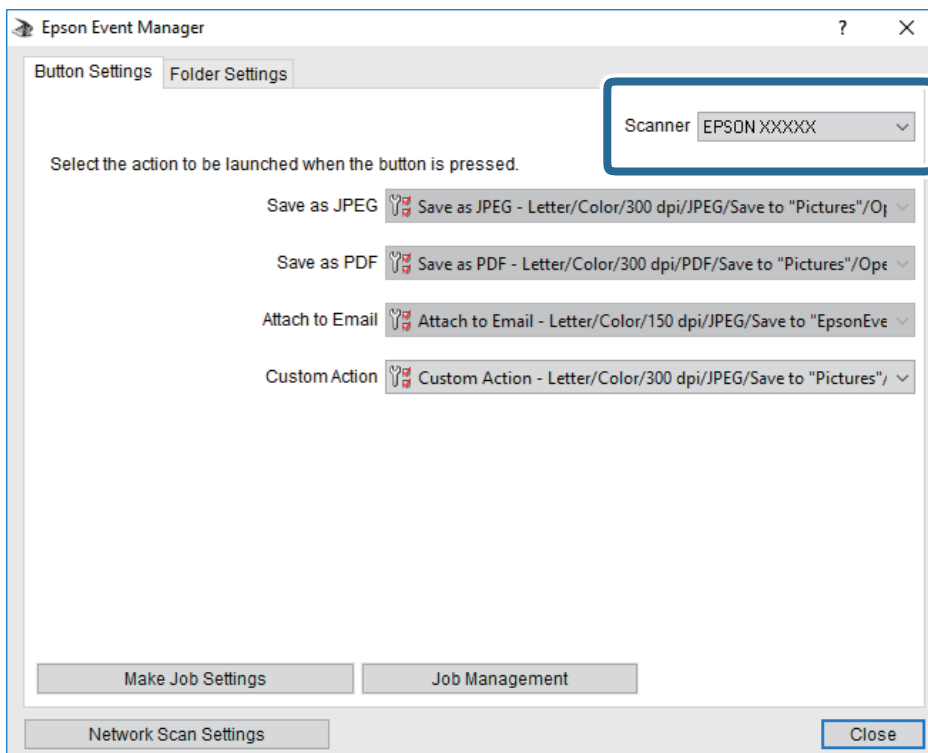 Epson Event Manager
Button Settings Folder Settings
Scanner EPSON XXXXX
Select the action to be launched when the button is pressed.
Save as JPEG Save as JPEG - Letter/Color/300 dpi/JPEG/Save to "Pictures"/Op
Save as PDF Save as PDF - Letter/Color/300 dpi/PDF/Save to "Pictures"/Ope
Attach to Email Attach to Email - Letter/Color/150 dpi/JPEG/Save to "EpsonEve
Custom Action Custom Action - Letter/Color/300 dpi/JPEG/Save to "Pictures"/
Make Job Settings Job Management
Network Scan Settings Close